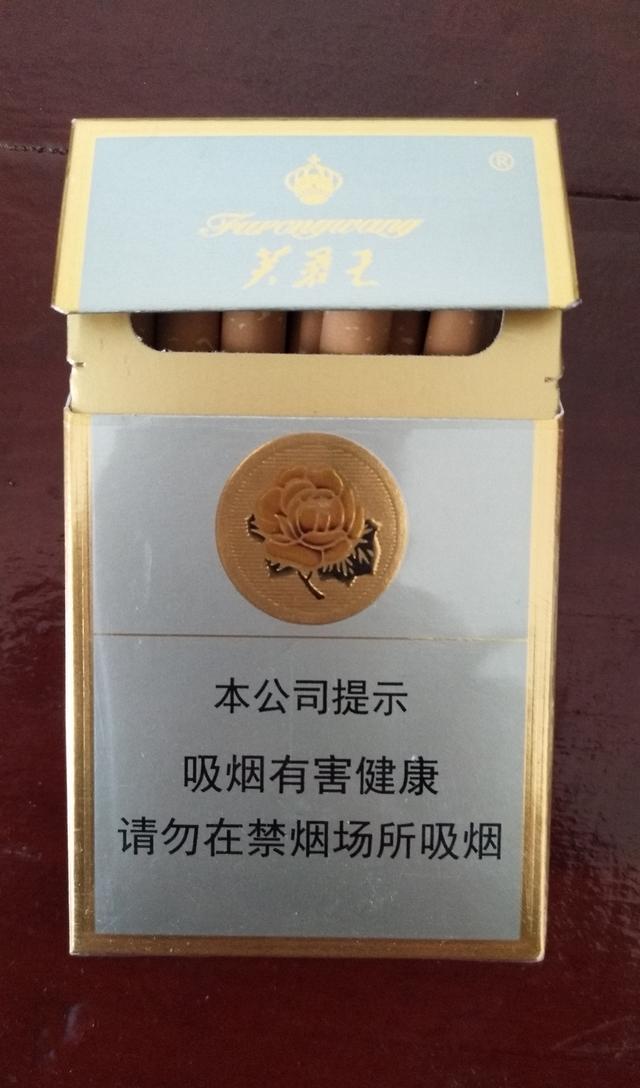 ®
Furongwang
芙蓉王
本公司提示
吸烟有害健康
请勿在禁烟场所吸烟